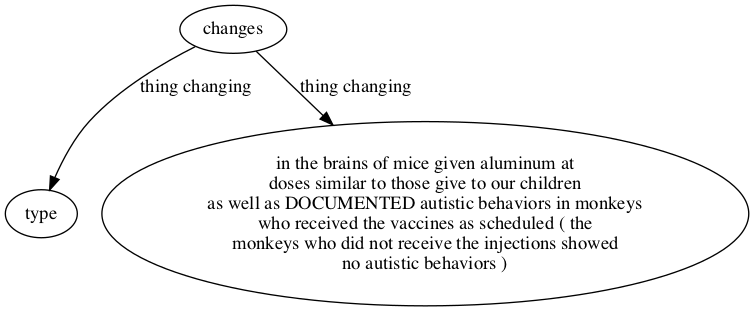 changes
thing changing
thing changing
type
in the brains of mice given aluminum at
doses similar to those give to our children
as well as DOCUMENTED autistic behaviors in monkeys
who received the vaccines as scheduled ( the
monkeys who did not receive the injections showed
no autistic behaviors )